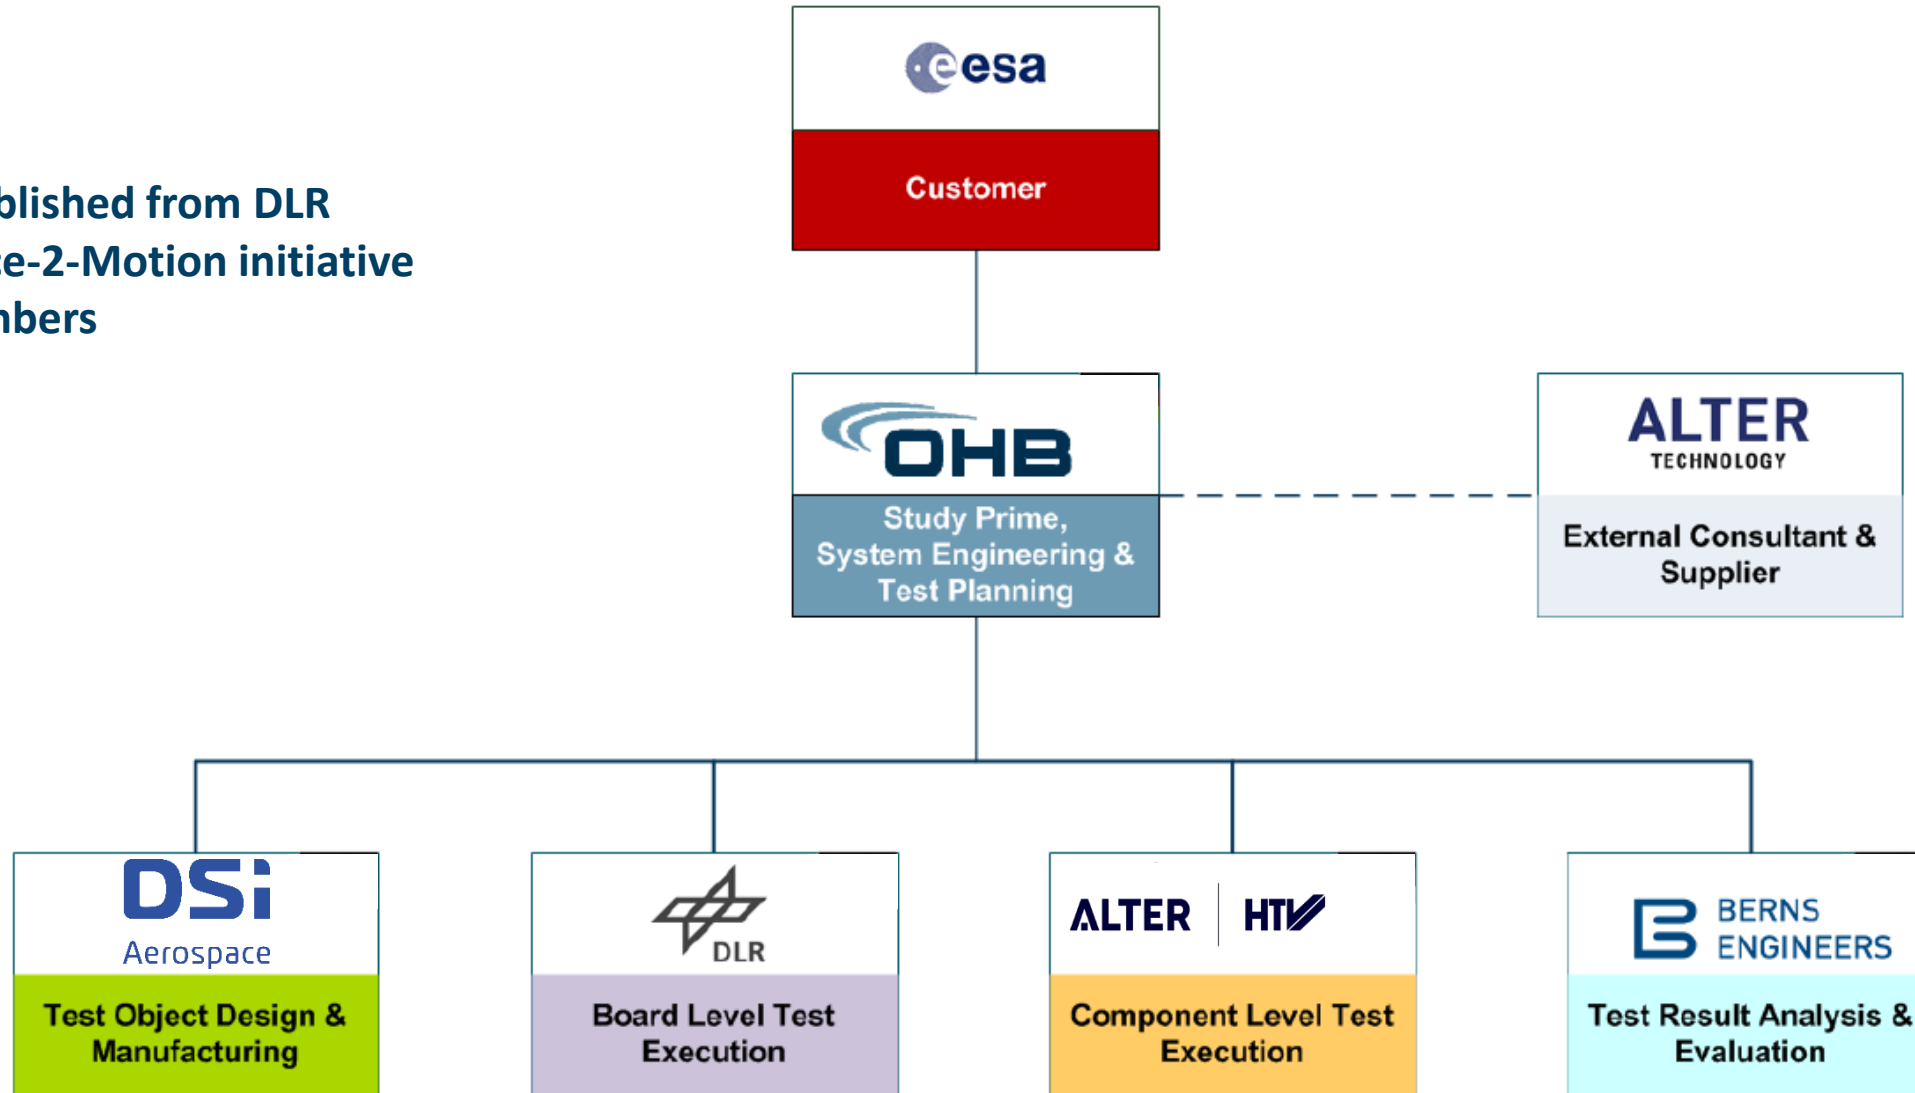 esa
Customer
blished from DLR
ce-2-Motion initiative
mbers
OHB
Study Prime,
System Engineering &
Test Planning
ALTER
TECHNOLOGY
External Consultant &
Supplier
DSi
Aerospace
Test Object Design &
Manufacturing
DLR
Board Level Test
Execution
ALTER HTV
Component Level Test
Execution
BERNS
ENGINEERS
Test Result Analysis &
Evaluation